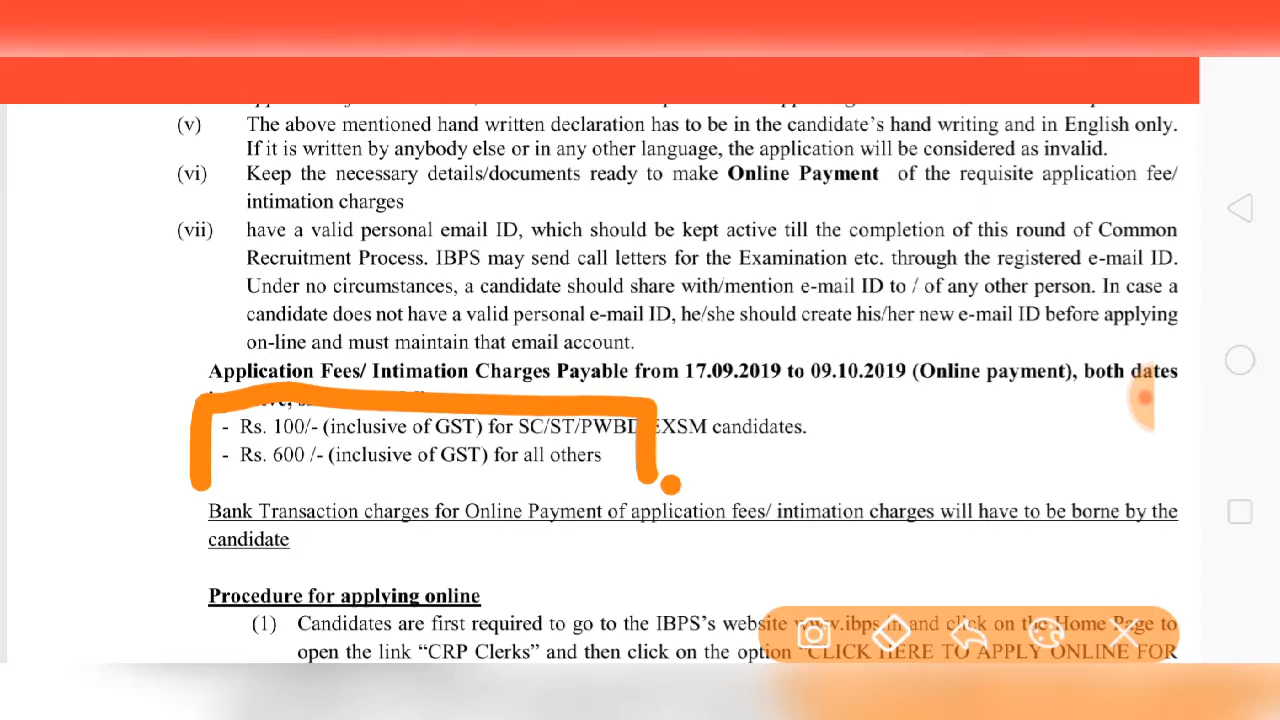 (v) The above mentioned hand written declaration has to be in the candidate's hand writing and in English only.
If it is written by anybody else or in any other language, the application will be considered as invalid.
(vi) Keep the necessary details/documents ready to make Online Payment of the requisite application fee/
intimation charges
(vii) have a valid personal email ID, which should be kept active till the completion of this round of Common
Recruitment Process. IBPS may send call letters for the Examination etc. through the registered e-mail ID.
Under no circumstances, a candidate should share with/mention e-mail ID to / of any other person. In case a
candidate does not have a valid personal e-mail ID, he/she should create his/her new e-mail ID before applying
on-line and must maintain that email account.
Application Fees/ Intimation Charges Payable from 17.09.2019 to 09.10.2019 (Online payment), both dates
- Rs. 100/- (inclusive of GST) for SC/ST/PWBD EXSM candidates.
- Rs. 600 /- (inclusive of GST) for all others
Bank Transaction charges for Online Payment of application fees/ intimation charges will have to be borne by the
candidate
Procedure for applying online
(1) Candidates are first required to go to the IBPS's website www.ibps.in and click on the Home Page to
open the link “CRP Clerks” and then click on the option “CLICK HERE TO APPLY ONLINE FOR